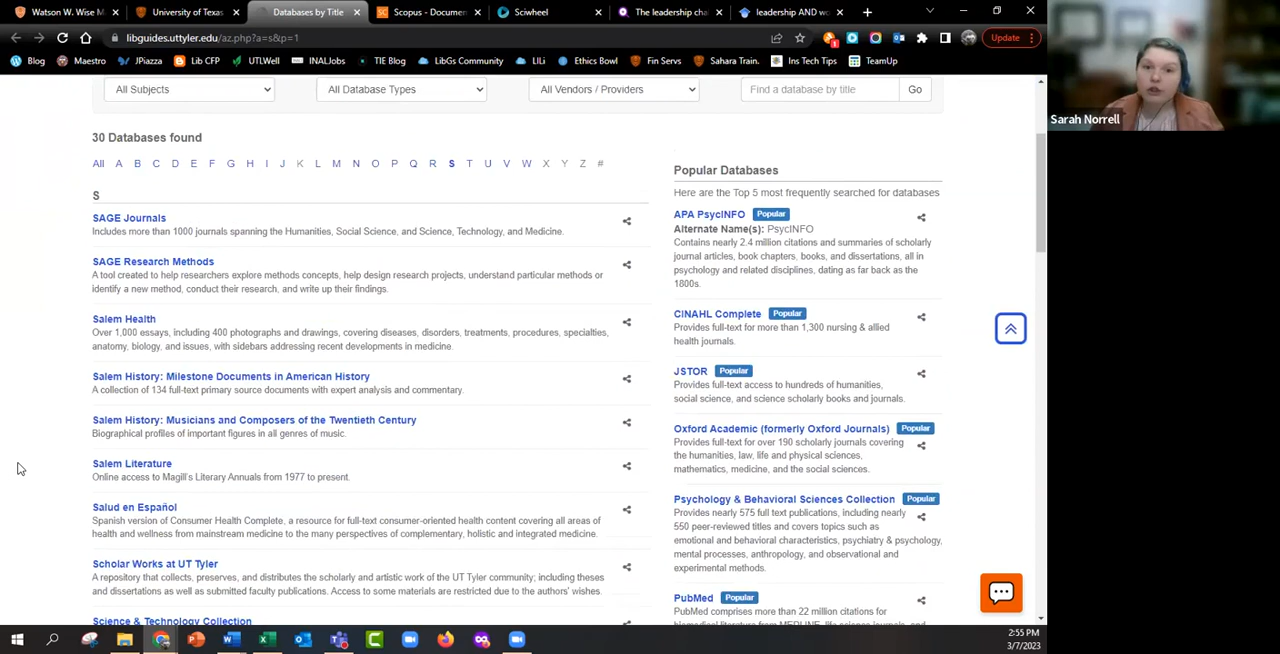 Watson W. Wise M
University of Texas
Databases by Title
Scopus - Documen
Sciwheel
The leadership cha
leadership AND wo
libguides.uttyler.edu/az.php?a=s&p=1
Update
Blog
Maestro
JPiazza
Lib CFP
UTLWell
INALJobs
TIE Blog
LibGs Community
LILi
Ethics Bowl
Fin Servs
Sahara Train.
Ins Tech Tips
TeamUp
All Subjects
All Database Types
All Vendors / Providers
Find a database by title
Go
30 Databases found
All A B C D E F G H I J K L M N O P Q R S T U V W X Y Z #
S
SAGE Journals
Includes more than 1000 journals spanning the Humanities, Social Science, and Science, Technology, and Medicine.
SAGE Research Methods
A tool created to help researchers explore methods concepts, help design research projects, understand particular methods or
identify a new method, conduct their research, and write up their findings.
Salem Health
Over 1,000 essays, including 400 photographs and drawings, covering diseases, disorders, treatments, procedures, specialties,
anatomy, biology, and issues, with sidebars addressing recent developments in medicine.
Salem History: Milestone Documents in American History
A collection of 134 full-text primary source documents with expert analysis and commentary.
Salem History: Musicians and Composers of the Twentieth Century
Biographical profiles of important figures in all genres of music.
Salem Literature
Online access to Magill's Literary Annuals from 1977 to present.
Salud en Español
Spanish version of Consumer Health Complete, a resource for full-text consumer-oriented health content covering all areas of
health and wellness from mainstream medicine to the many perspectives of complementary, holistic and integrated medicine.
Scholar Works at UT Tyler
A repository that collects, preserves, and distributes the scholarly and artistic work of the UT Tyler community; including theses
and dissertations as well as submitted faculty publications. Access to some materials are restricted due to the authors' wishes.
Science & Technology Collection
Popular Databases
Here are the Top 5 most frequently searched for databases
APA PsycINFO Popular
Alternate Name(s): PsycINFO
Contains nearly 2.4 million citations and summaries of scholarly
journal articles, book chapters, books, and dissertations, all in
psychology and related disciplines, dating as far back as the
1800s.
CINAHL Complete Popular
Provides full-text for more than 1,300 nursing & allied
health journals.
JSTOR Popular
Provides full-text access to hundreds of humanities,
social science, and science scholarly books and journals.
Oxford Academic (formerly Oxford Journals) Popular
Provides full-text for over 190 scholarly journals covering
the humanities, law, life and physical sciences,
mathematics, medicine, and the social sciences.
Psychology & Behavioral Sciences Collection Popular
Provides nearly 575 full text publications, including nearly
550 peer-reviewed titles and covers topics such as
emotional and behavioral characteristics, psychiatry & psychology,
mental processes, anthropology, and observational and
experimental methods.
PubMed Popular
PubMed comprises more than 22 million citations for
biomedical literature from MEDLINE, life science journals, and
Sarah Norrell
2:55 PM
3/7/2023